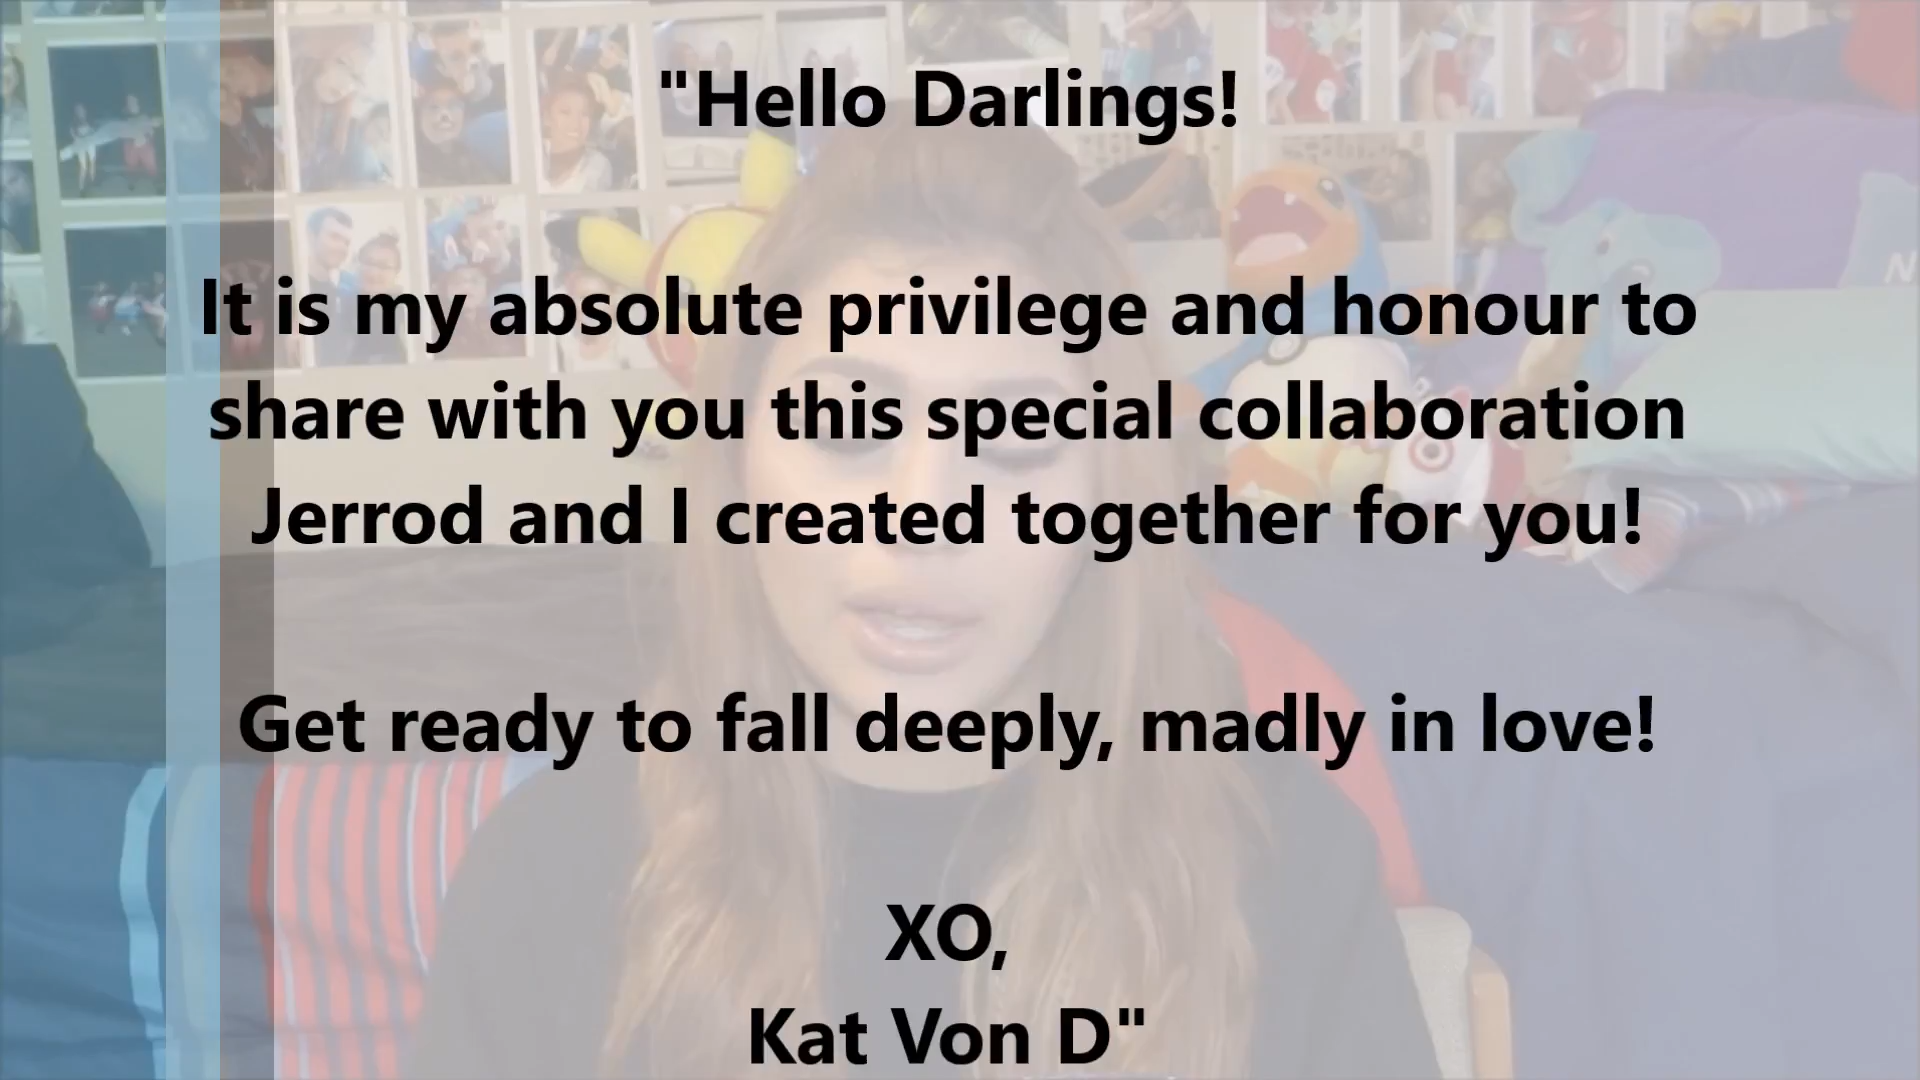 "Hello Darlings!
It is my absolute privilege and honour to
share with you this special collaboration
Jerrod and I created together for you!
Get ready to fall deeply, madly in love!
XO,
Kat Von D"